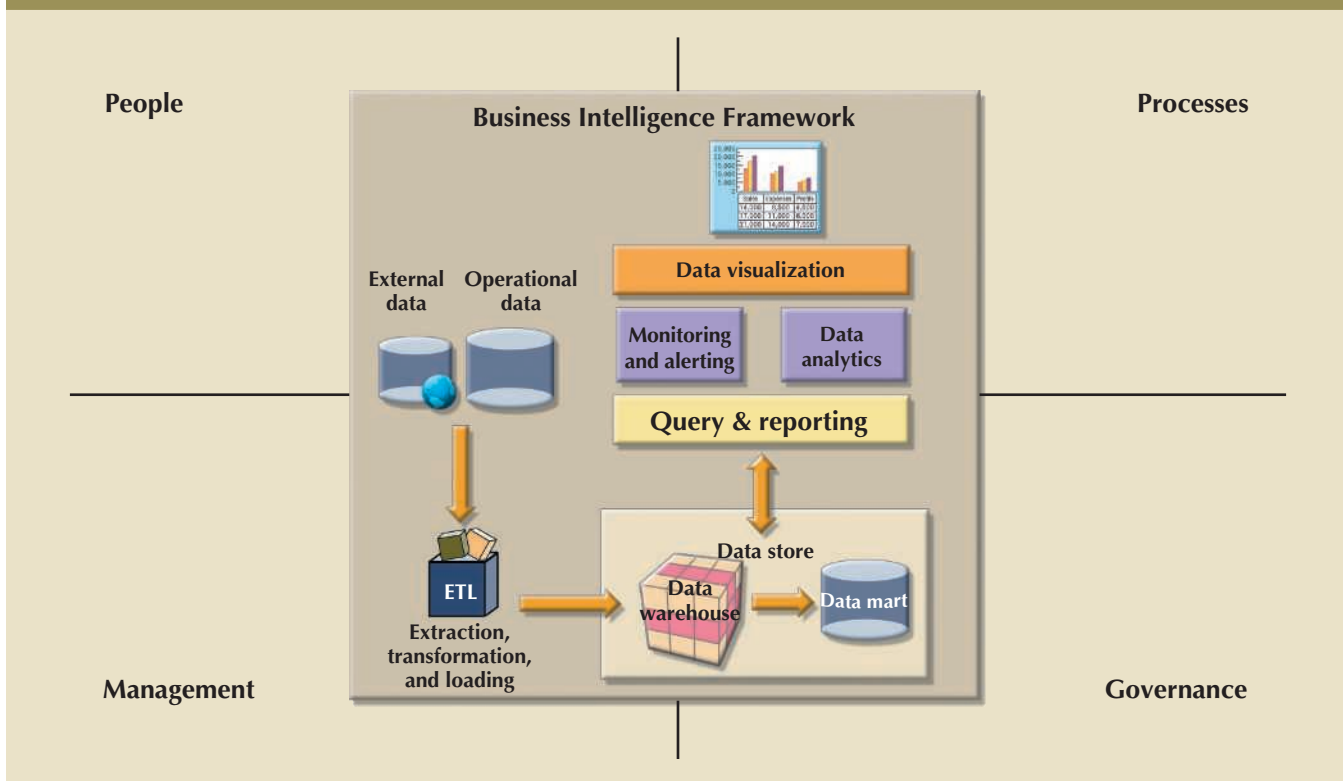 People
Processes
Business Intelligence Framework
Data visualization
External
data
Operational
data
Monitoring
and alerting
Data
analytics
Query & reporting
Data store
Data
warehouse
Data mart
ETL
Extraction,
transformation,
and loading
Management
Governance